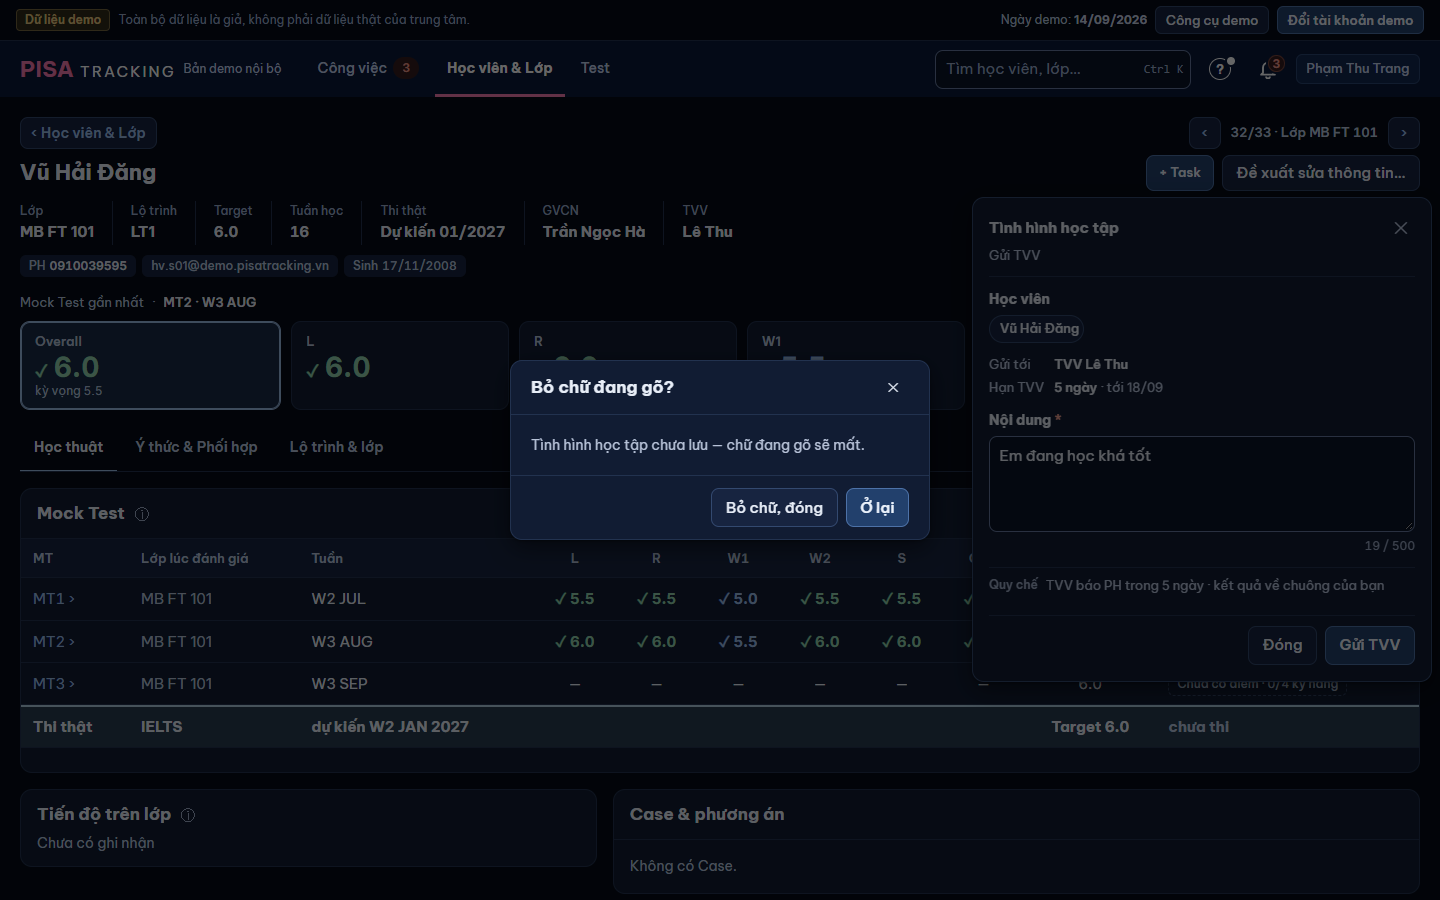 Dữ liệu demo Toàn bộ dữ liệu là giả, không phải dữ liệu thật của trung tâm. Ngày demo: 14/09/2026 Công cụ demo Đổi tài khoản demo
PISA TRACKING Bản demo nội bộ Công việc 3 Học viên & Lớp Test Tìm học viên, lớp... Ctrl K ? 3 Phạm Thu Trang
‹ Học viên & Lớp ‹ 32/33 · Lớp MB FT 101 ›
Vũ Hải Đăng + Task Đề xuất sửa thông tin...
Lớp Lộ trình Target Tuần học Thi thật GVCN TVV
MB FT 101 LT1 6.0 16 Dự kiến 01/2027 Trần Ngọc Hà Lê Thu
PH 0910039595 hv.s01@demo.pisatracking.vn Sinh 17/11/2008
Mock Test gần nhất · MT2 · W3 AUG
Overall L R W1
✓ 6.0 ✓ 6.0
kỳ vọng 5.5
Học thuật Ý thức & Phối hợp Lộ trình & lớp
Tình hình học tập
Gửi TVV
Học viên
Vũ Hải Đăng
Gửi tới TVV Lê Thu
Hạn TVV 5 ngày · tới 18/09
Nội dung *
Em đang học khá tốt
19 / 500
Quy chế TVV báo PH trong 5 ngày · kết quả về chuông của bạn
Đóng Gửi TVV
Bỏ chữ đang gõ?
Tình hình học tập chưa lưu — chữ đang gõ sẽ mất.
Bỏ chữ, đóng Ở lại
Mock Test
MT Lớp lúc đánh giá Tuần L R W1 W2 S
MT1 › MB FT 101 W2 JUL ✓ 5.5 ✓ 5.5 ✓ 5.0 ✓ 5.5 ✓ 5.5 ✓
MT2 › MB FT 101 W3 AUG ✓ 6.0 ✓ 6.0 ✓ 5.5 ✓ 6.0 ✓ 6.0 ✓
MT3 › MB FT 101 W3 SEP — — — — — — 6.0 Chưa có điểm · 0/4 kỹ năng
Thi thật IELTS dự kiến W2 JAN 2027 Target 6.0 chưa thi
Tiến độ trên lớp
Chưa có ghi nhận
Case & phương án
Không có Case.